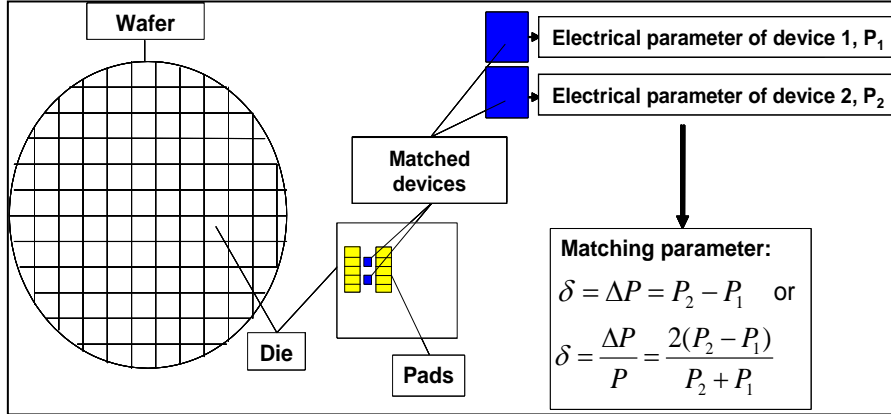 Wafer
Electrical parameter of device 1, P₁
Electrical parameter of device 2, P₂
Matched
devices
Matching parameter:
δ = ΔP = P₂ − P₁ or
δ = ΔP/P = 2(P₂ − P₁)/(P₂ + P₁)
Die
Pads